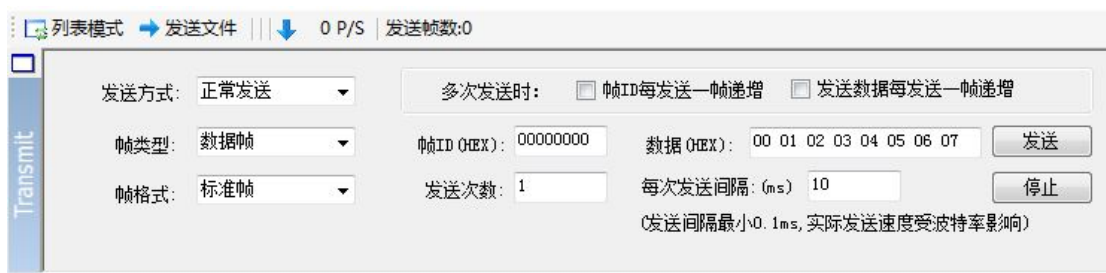 列表模式 发送文件 0 P/S 发送帧数:0
Transmit
发送方式: 正常发送 多次发送时: 帧ID每发送一帧递增 发送数据每发送一帧递增
帧类型: 数据帧 帧ID(HEX): 00000000 数据(HEX): 00 01 02 03 04 05 06 07 发送
帧格式: 标准帧 发送次数: 1 每次发送间隔:(ms) 10 停止
(发送间隔最小0.1ms,实际发送速度受波特率影响)